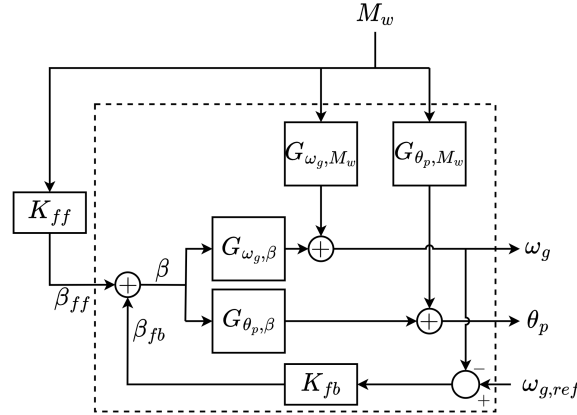 M_w
G_{ω_g,M_w}
G_{θ_p,M_w}
K_{ff}
β
G_{ω_g,β}
+
ω_g
β_{ff}
+
β_{fb}
G_{θ_p,β}
+
θ_p
−
K_{fb}
ω_{g,ref}
+